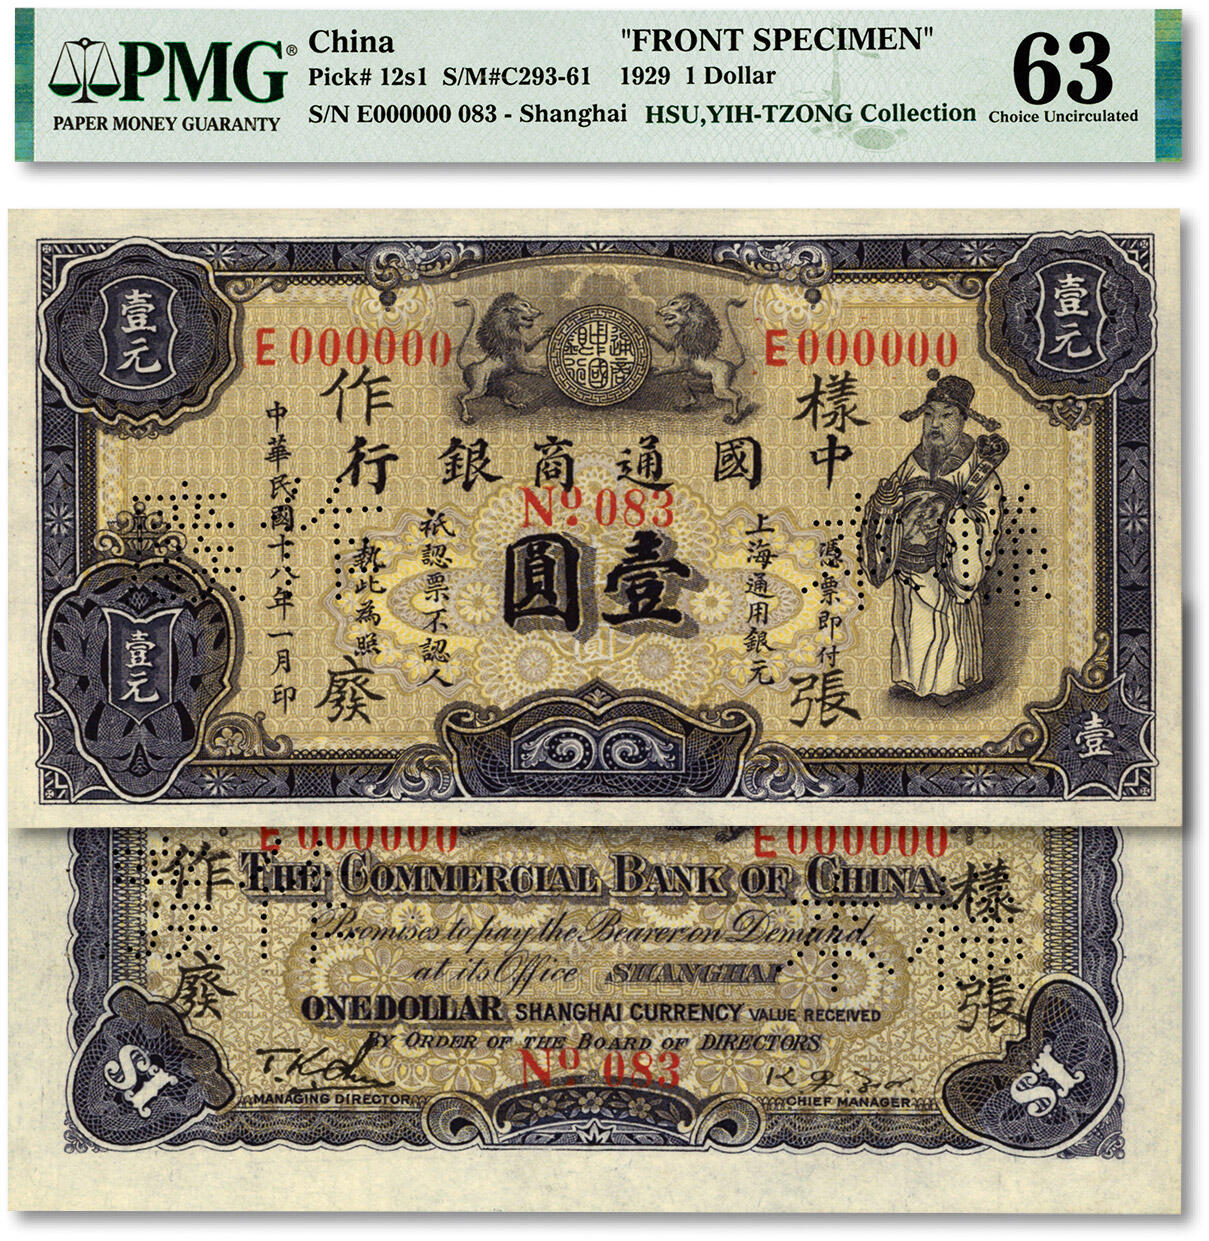 PMG®
PAPER MONEY GUARANTY
China "FRONT SPECIMEN"
Pick# 12s1 S/M#C293-61 1929 1 Dollar
S/N E000000 083 - Shanghai HSU,YIH-TZONG Collection
63
Choice Uncirculated
壹元
壹元
E000000
E000000
樣作
中國通商銀行
No. 083
壹圓
憑票即付
上海通用銀元
祇認票不認人
執此為照
中華民國十八年一月印
張廢
壹元
壹
E000000
E000000
樣作
THE COMMERCIAL BANK OF CHINA
Promises to pay the Bearer on Demand
at its Office SHANGHAI
ONE DOLLAR SHANGHAI CURRENCY VALUE RECEIVED
BY ORDER OF THE BOARD OF DIRECTORS
張廢
No. 083
$1
$1
MANAGING DIRECTOR
CHIEF MANAGER